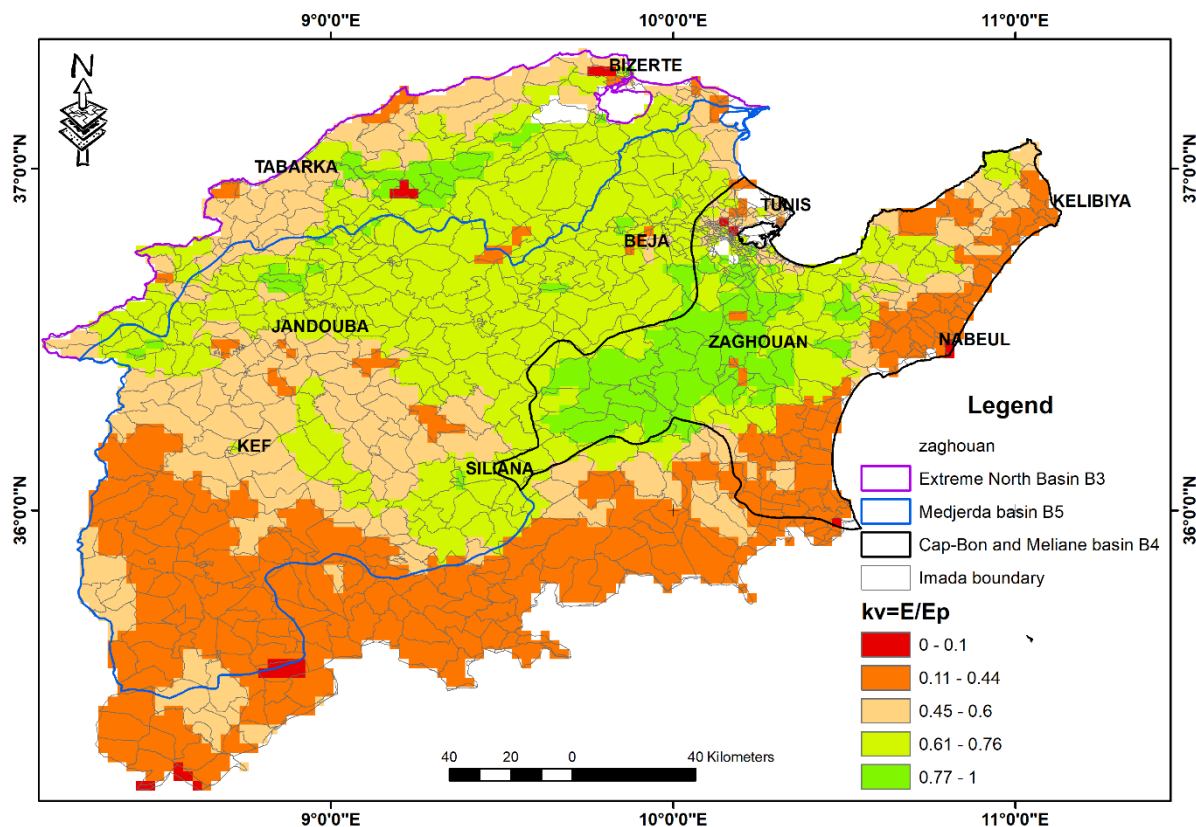 9°0'0"E 10°0'0"E 11°0'0"E
N
BIZERTE
TABARKA
37°0'0"N 37°0'0"N
TUNIS
KELIBIYA
BEJA
JANDOUBA
ZAGHOUAN
NABEUL
KEF
SILIANA
36°0'0"N 36°0'0"N
Legend
zaghouan
Extreme North Basin B3
Medjerda basin B5
Cap-Bon and Meliane basin B4
Imada boundary
kv=E/Ep
0 - 0.1
0.11 - 0.44
0.45 - 0.6
0.61 - 0.76
0.77 - 1
40 20 0 40 Kilometers
9°0'0"E 10°0'0"E 11°0'0"E